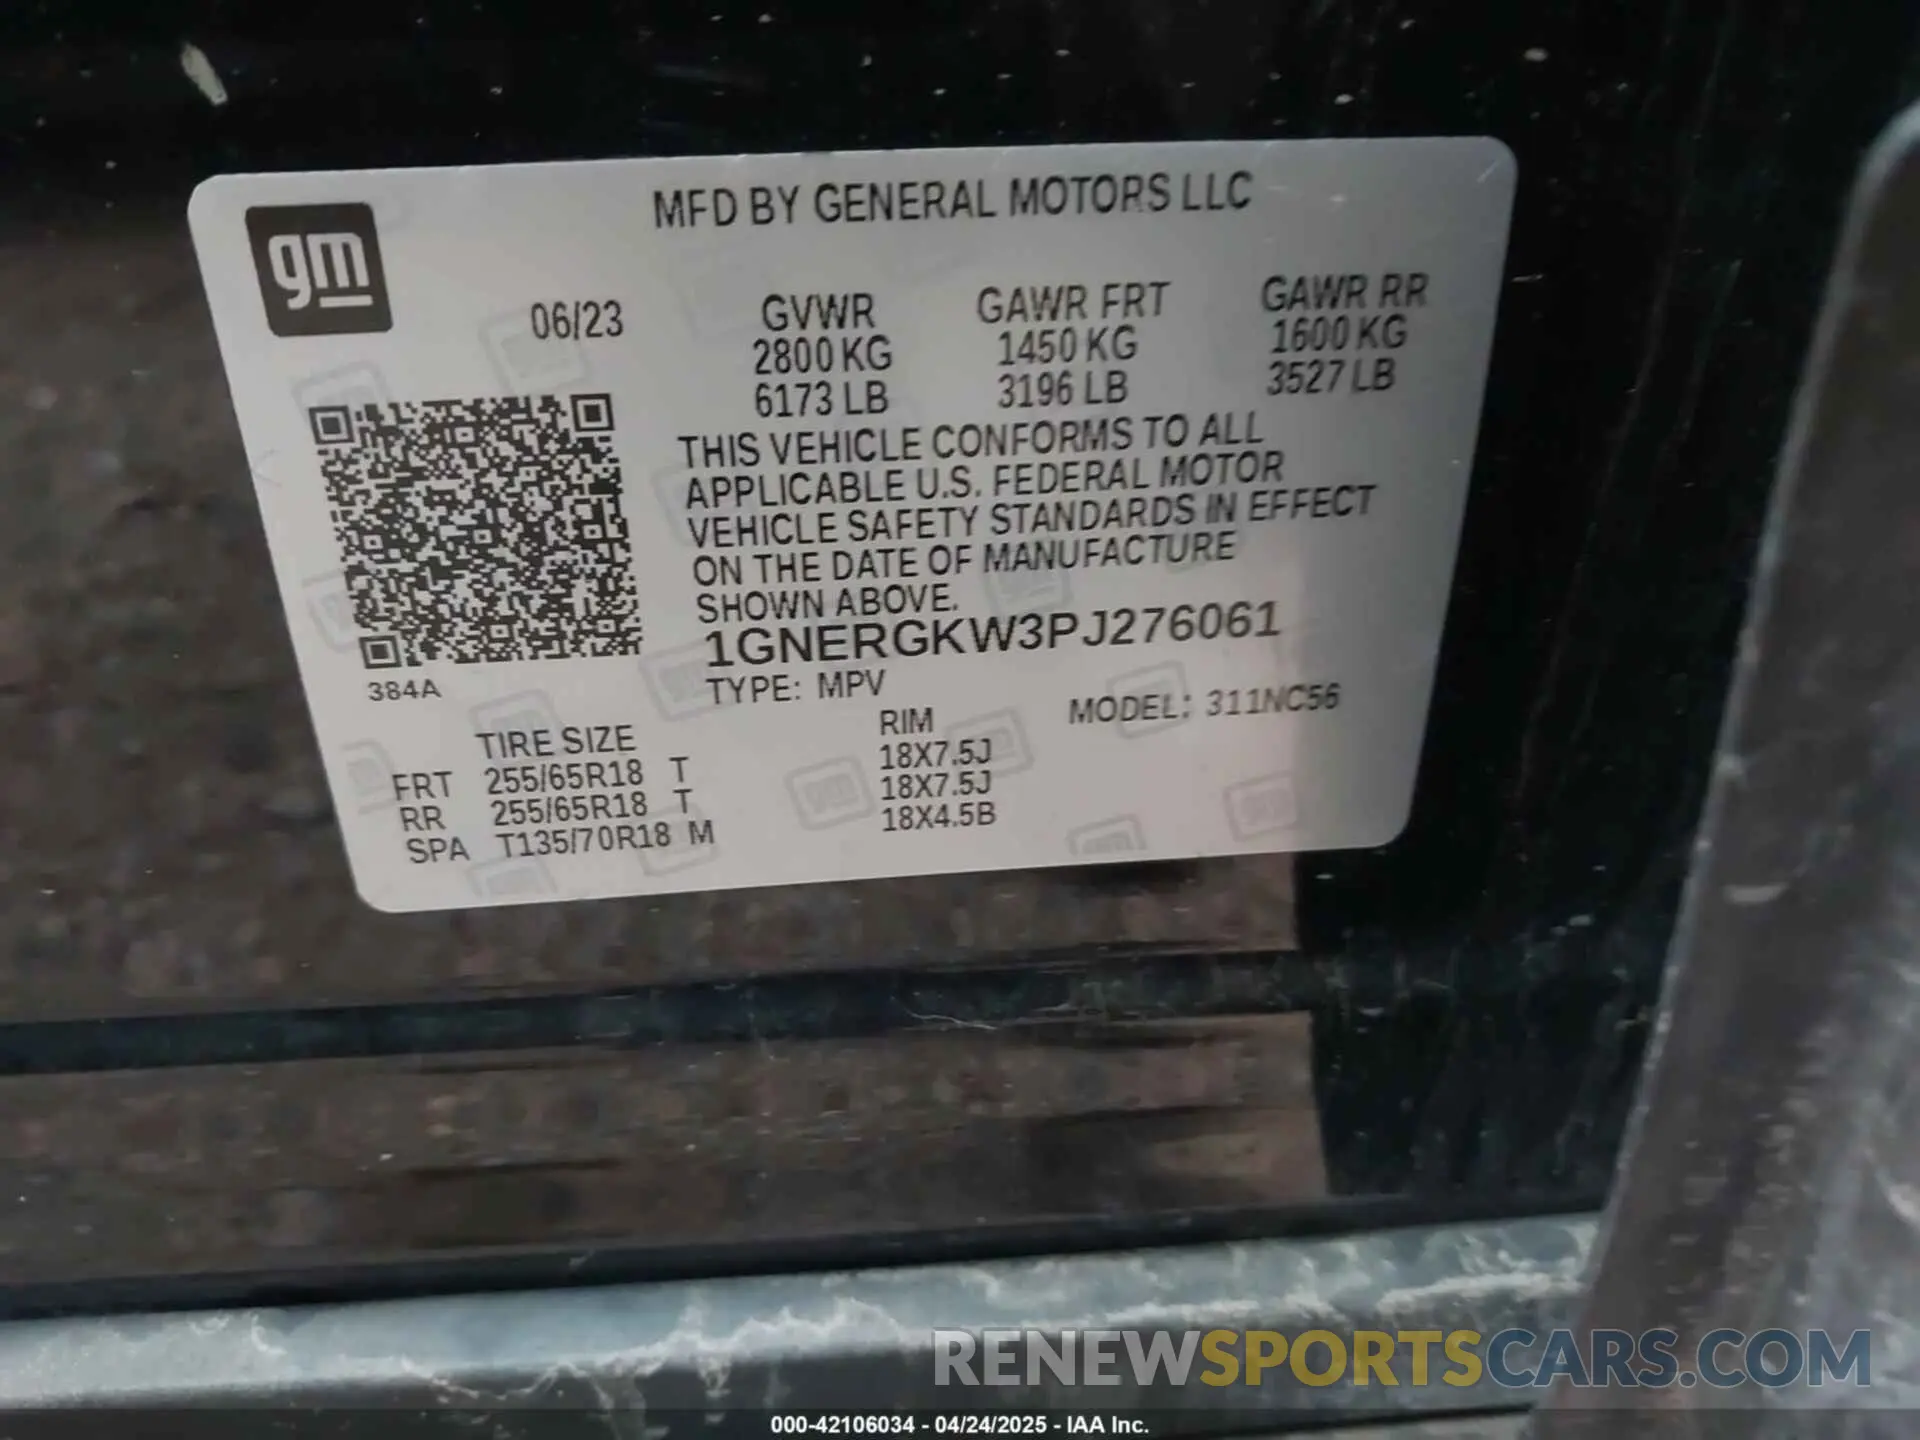 MFD BY GENERAL MOTORS LLC
gm
06/23
GVWR GAWR FRT GAWR RR
2800 KG 1450 KG 1600 KG
6173 LB 3196 LB 3527 LB
THIS VEHICLE CONFORMS TO ALL
APPLICABLE U.S. FEDERAL MOTOR
VEHICLE SAFETY STANDARDS IN EFFECT
ON THE DATE OF MANUFACTURE
SHOWN ABOVE.
1GNERGKW3PJ276061
384A
TYPE: MPV MODEL: 311NC56
TIRE SIZE RIM
FRT 255/65R18 T 18X7.5J
RR 255/65R18 T 18X7.5J
SPA T135/70R18 M 18X4.5B
RENEWSPORTSCARS.COM
000-42106034 - 04/24/2025 - IAA Inc.